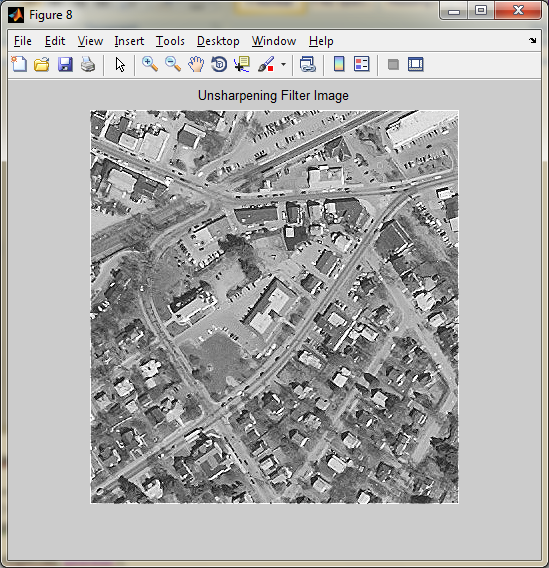 Figure 8
File Edit View Insert Tools Desktop Window Help
Unsharpening Filter Image